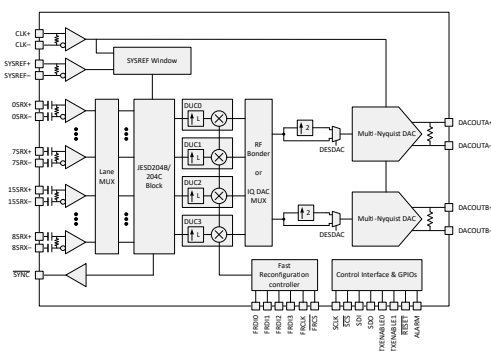 CLK+
CLK–
SYSREF+
SYSREF–
SYSREF Window
0SRX+
0SRX–
7SRX+
7SRX–
15SRX+
15SRX–
8SRX+
8SRX–
SYNC
Lane
MUX
JESD204B/
204C
Block
DUC0
L
DUC1
L
DUC2
L
DUC3
L
RF
Bonder
or
IQ DAC
MUX
2
DESDAC
2
DESDAC
Multi-Nyquist DAC
Multi-Nyquist DAC
DACOUTA+
DACOUTA–
DACOUTB+
DACOUTB–
Fast
Reconfiguration
controller
Control Interface & GPIOs
FRDIO
FRDI1
FRDI2
FRDI3
FRCLK
FRCS
SCLK
SCS
SDI
SDO
TXENABLE0
TXENABLE1
RESET
ALARM